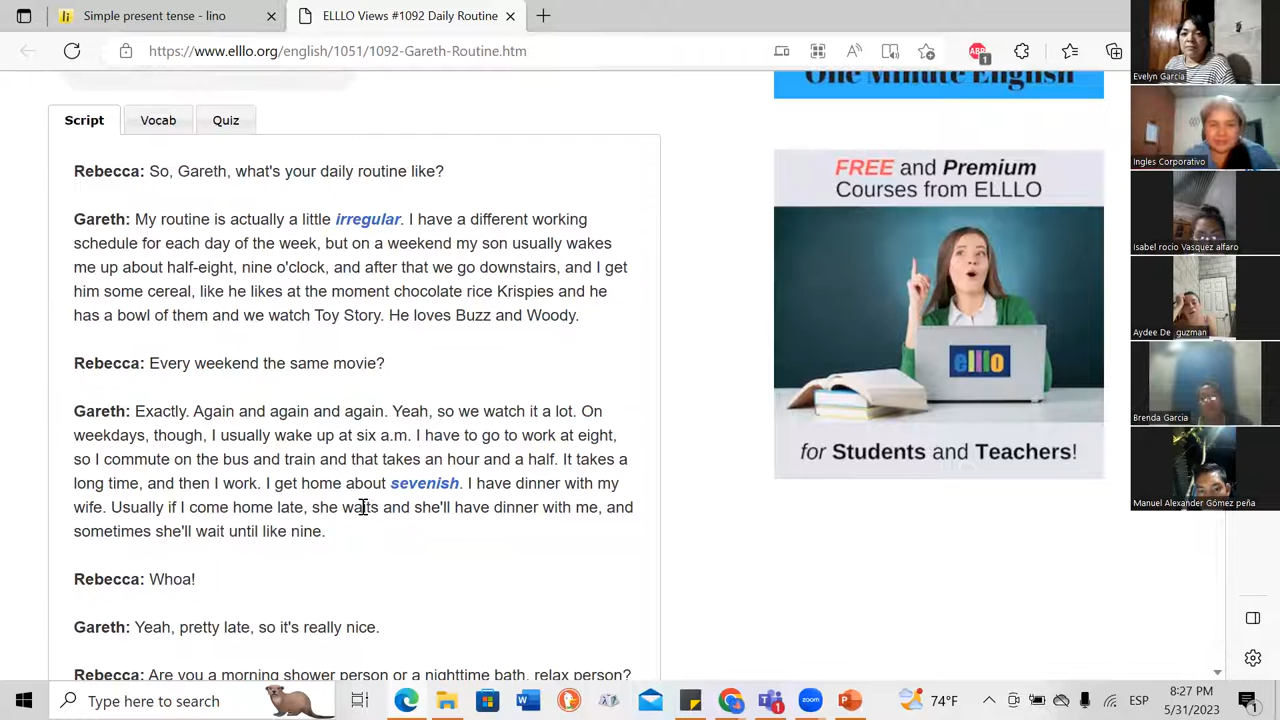 Simple present tense - lino
ELLLO Views #1092 Daily Routine
https://www.elllo.org/english/1051/1092-Gareth-Routine.htm
One Minute English
Script
Vocab
Quiz
Rebecca: So, Gareth, what's your daily routine like?
Gareth: My routine is actually a little irregular. I have a different working
schedule for each day of the week, but on a weekend my son usually wakes
me up about half-eight, nine o'clock, and after that we go downstairs, and I get
him some cereal, like he likes at the moment chocolate rice Krispies and he
has a bowl of them and we watch Toy Story. He loves Buzz and Woody.
Rebecca: Every weekend the same movie?
Gareth: Exactly. Again and again and again. Yeah, so we watch it a lot. On
weekdays, though, I usually wake up at six a.m. I have to go to work at eight,
so I commute on the bus and train and that takes an hour and a half. It takes a
long time, and then I work. I get home about sevenish. I have dinner with my
wife. Usually if I come home late, she waits and she'll have dinner with me, and
sometimes she'll wait until like nine.
Rebecca: Whoa!
Gareth: Yeah, pretty late, so it's really nice.
Rebecca: Are you a morning shower person or a nighttime bath, relax person?
FREE and Premium
Courses from ELLLO
elllo
for Students and Teachers!
Evelyn Garcia
Ingles Corporativo
Isabel rocio Vasquez alfaro
Aydee De guzman
Brenda Garcia
Manuel Alexander Gómez peña
Type here to search
zoom
74°F
ESP
8:27 PM
5/31/2023